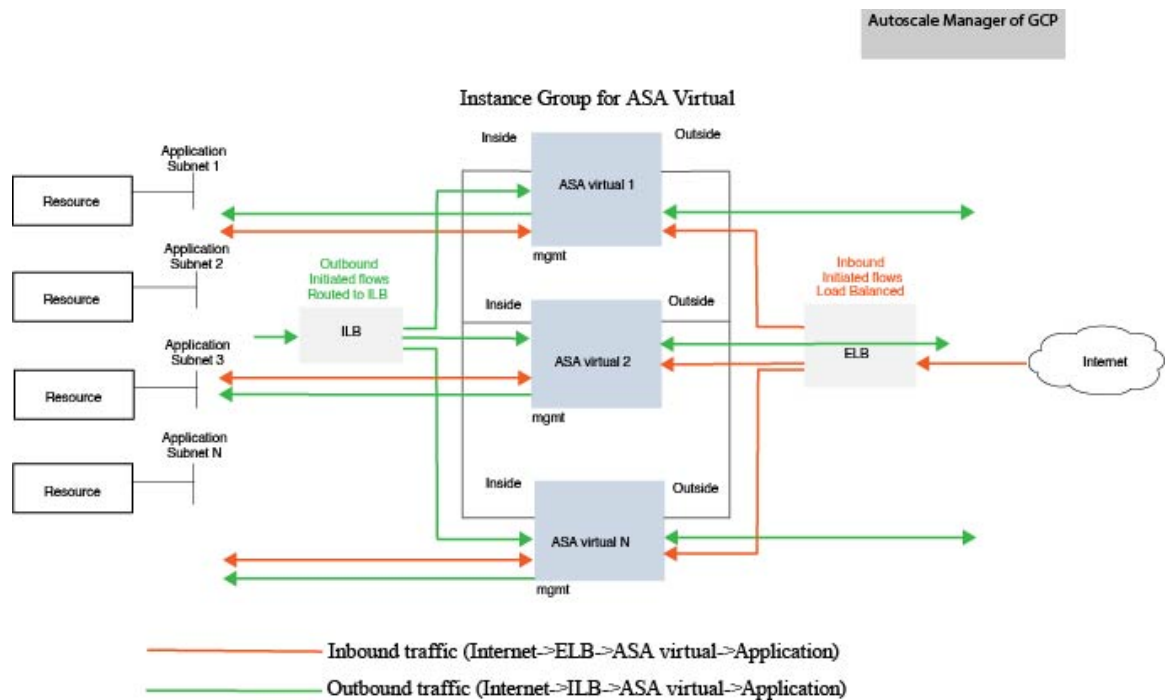 Autoscale Manager of GCP
Instance Group for ASA Virtual
Inside
Outside
Application
Subnet 1
Resource
ASA virtual 1
mgmt
Application
Subnet 2
Resource
Outbound
Initiated flows
Routed to ILB
ILB
Inside
Outside
ASA virtual 2
mgmt
Inbound
Initiated flows
Load Balanced
ELB
Internet
Application
Subnet 3
Resource
Application
Subnet N
Resource
Inside
Outside
ASA virtual N
mgmt
Inbound traffic (Internet->ELB->ASA virtual->Application)
Outbound traffic (Internet->ILB->ASA virtual->Application)